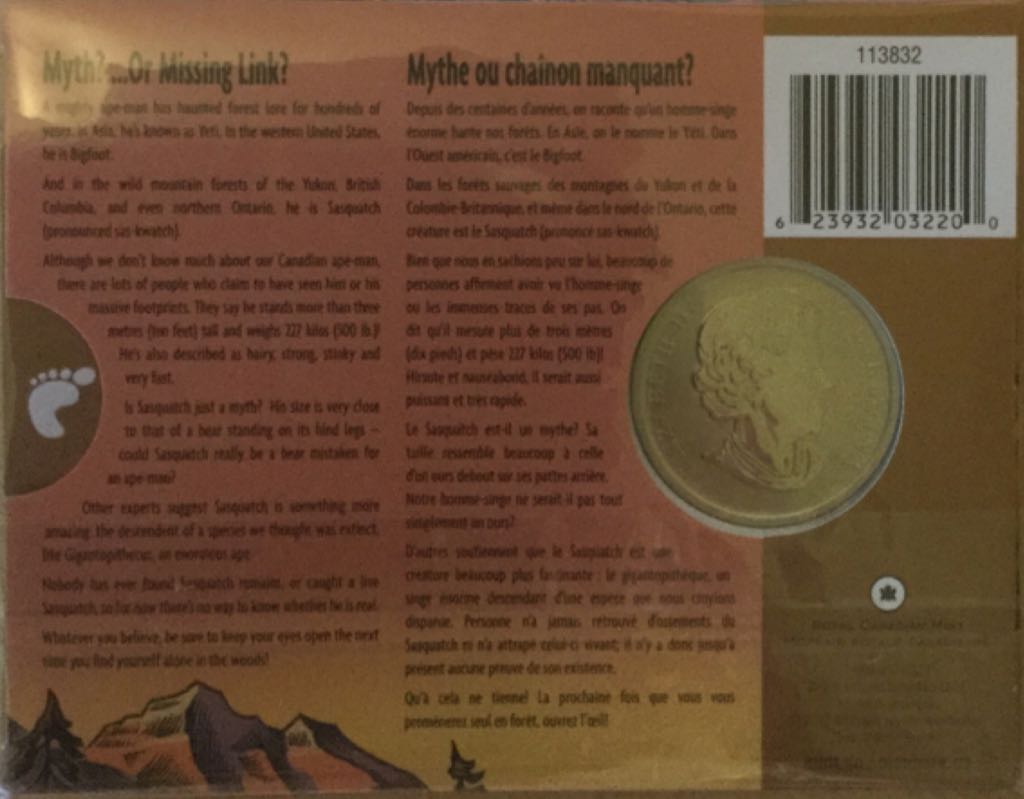 Myth? ...Or Missing Link?
A mighty ape-man has haunted forest lore for hundreds of
years. In Asia, he's known as Yeti. In the western United States,
he is Bigfoot.
And in the wild mountain forests of the Yukon, British
Columbia, and even northern Ontario, he is Sasquatch
(pronounced sas-kwatch).
Although we don't know much about our Canadian ape-man,
there are lots of people who claim to have seen him or his
massive footprints. They say he stands more than three
metres (ten feet) tall and weighs 227 kilos (500 lb.)!
He's also described as hairy, strong, stinky and
very fast.
Is Sasquatch just a myth? His size is very close
to that of a bear standing on its hind legs –
could Sasquatch really be a bear mistaken for
an ape-man?
Other experts suggest Sasquatch is something more
amazing: the descendent of a species we thought was extinct,
like Gigantopithecus, an enormous ape.
Nobody has ever found Sasquatch remains, or caught a live
Sasquatch, so for now there's no way to know whether he is real.
Whatever you believe, be sure to keep your eyes open the next
time you find yourself alone in the woods!
Mythe ou chaînon manquant?
Depuis des centaines d'années, on raconte qu'un homme-singe
énorme hante nos forêts. En Asie, on le nomme le Yéti. Dans
l'Ouest américain, c'est le Bigfoot.
Dans les forêts sauvages des montagnes du Yukon et de la
Colombie-Britannique, et même dans le nord de l'Ontario, cette
créature est le Sasquatch (prononcé sas-kwatch).
Bien que nous en sachions peu sur lui, beaucoup de
personnes affirment avoir vu l'homme-singe
ou les immenses traces de ses pas. On
dit qu'il mesure plus de trois mètres
(dix pieds) et pèse 227 kilos (500 lb)!
Hirsute et nauséabond, il serait aussi
puissant et très rapide.
Le Sasquatch est-il un mythe? Sa
taille ressemble beaucoup à celle
d'un ours debout sur ses pattes arrière.
Notre homme-singe ne serait-il pas tout
simplement un ours?
D'autres soutiennent que le Sasquatch est une
créature beaucoup plus fascinante : le gigantopithèque, un
singe énorme descendant d'une espèce que nous croyions
disparue. Personne n'a jamais retrouvé d'ossements du
Sasquatch ni n'a attrapé celui-ci vivant; il n'y a donc jusqu'à
présent aucune preuve de son existence.
Qu'à cela ne tienne! La prochaine fois que vous vous
promènerez seul en forêt, ouvrez l'œil!
113832
6 23932 03220 0
ROYAL CANADIAN MINT